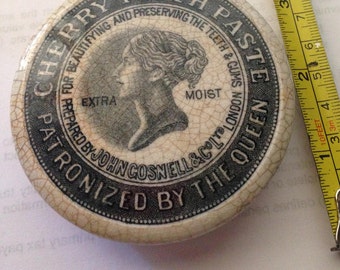 CHERRY TOOTH PASTE
FOR BEAUTIFYING AND PRESERVING THE TEETH & GUMS
EXTRA MOIST
PREPARED BY JOHN GOSNELL & Co Ld. LONDON
PATRONIZED BY THE QUEEN